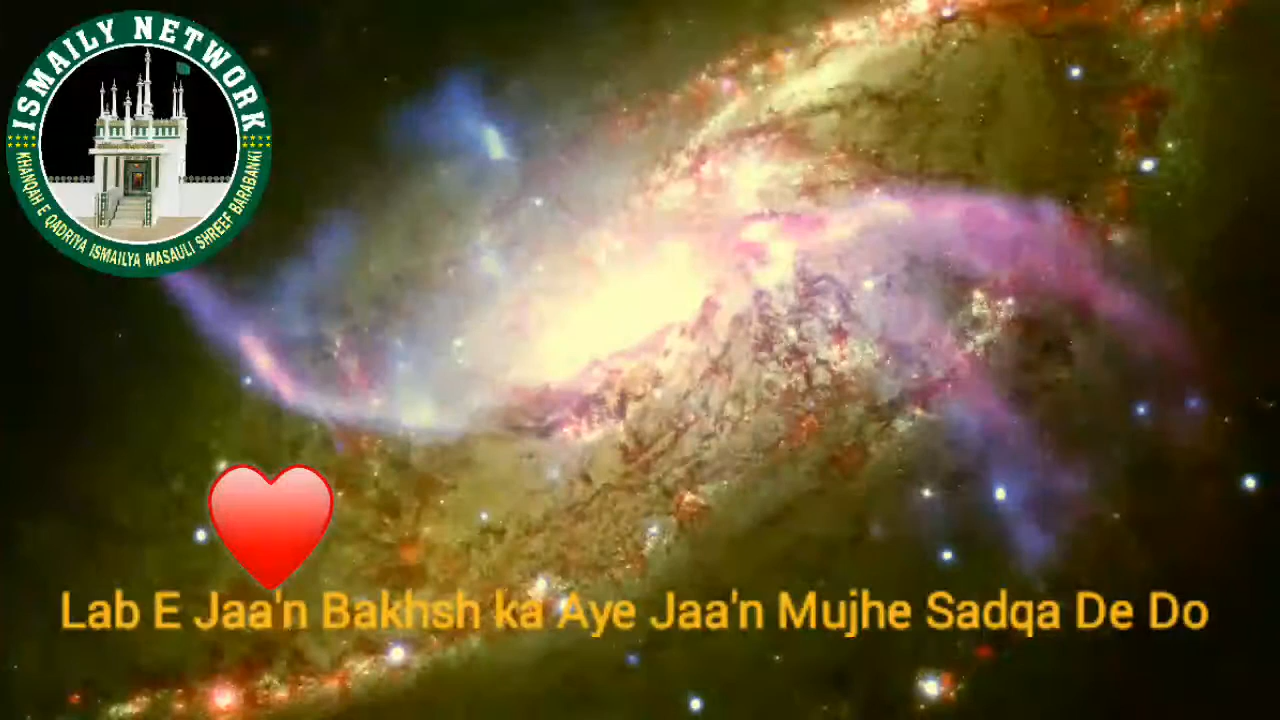 ISMAILY NETWORK
KHANQAH E QADRIYA ISMAILYA MASAULI SHREEF BARABANKI
Lab E Jaa'n Bakhsh ka Aye Jaa'n Mujhe Sadqa De Do